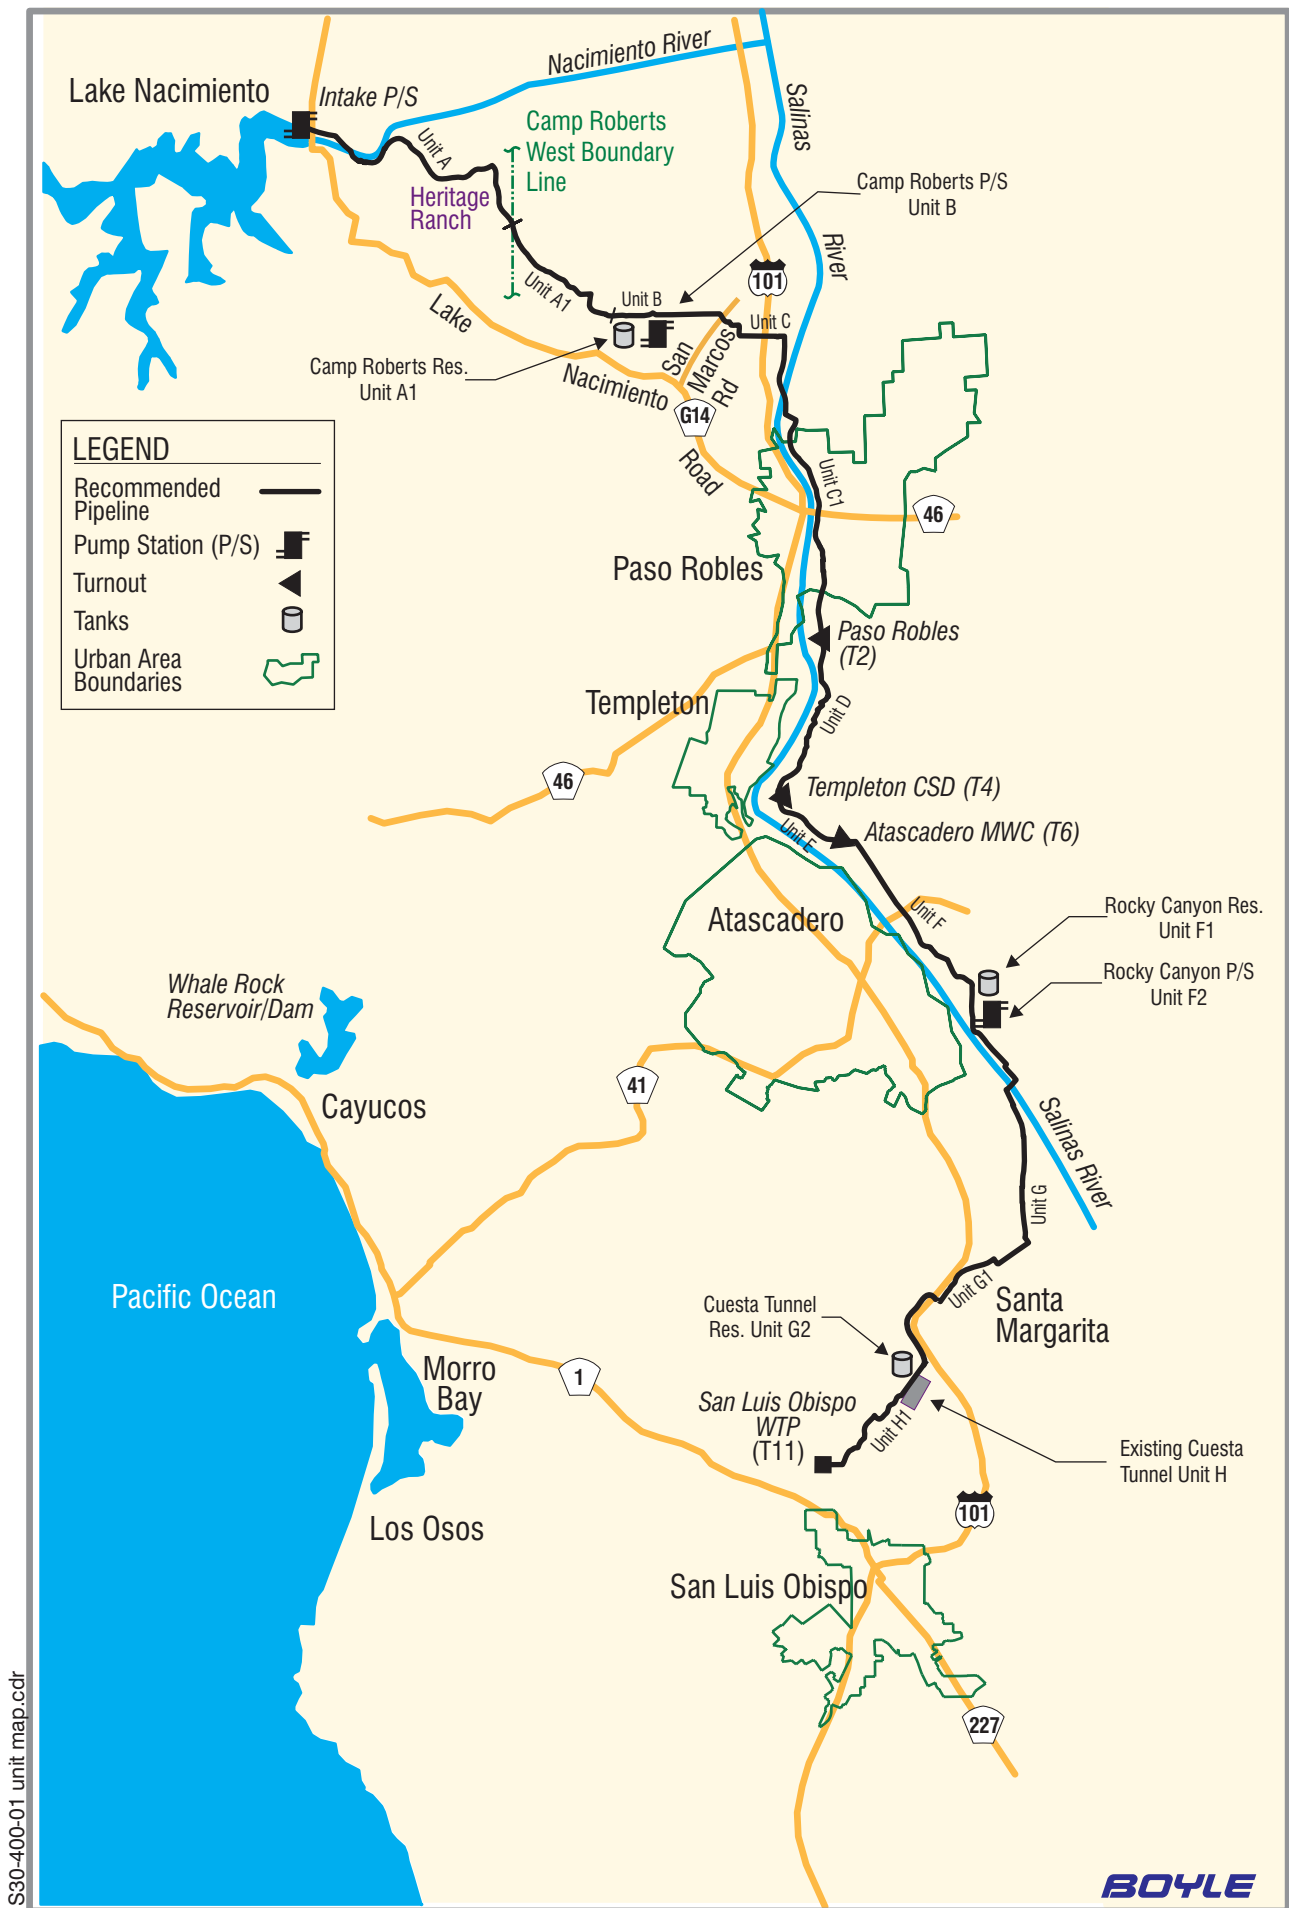 Nacimiento River
Lake Nacimiento
Intake P/S
Salinas
River
Unit A
Camp Roberts
West Boundary
Line
Heritage
Ranch
Camp Roberts P/S
Unit B
101
Unit A1
Unit B
Unit C
Lake
Nacimiento
Road
San
Marcos
Rd
Camp Roberts Res.
Unit A1
G14
LEGEND
Recommended
Pipeline
Pump Station (P/S)
Turnout
Tanks
Urban Area
Boundaries
Unit C1
46
Paso Robles
Paso Robles
(T2)
Templeton
Unit D
46
Templeton CSD (T4)
Unit E
Atascadero MWC (T6)
Atascadero
Unit F
Rocky Canyon Res.
Unit F1
Rocky Canyon P/S
Unit F2
Whale Rock
Reservoir/Dam
41
Cayucos
Salinas River
Unit G
Pacific Ocean
Unit G1
Santa
Margarita
Cuesta Tunnel
Res. Unit G2
Morro
Bay
1
San Luis Obispo
WTP
(T11)
Unit H1
Existing Cuesta
Tunnel Unit H
Los Osos
101
San Luis Obispo
227
S30-400-01 unit map.cdr
BOYLE